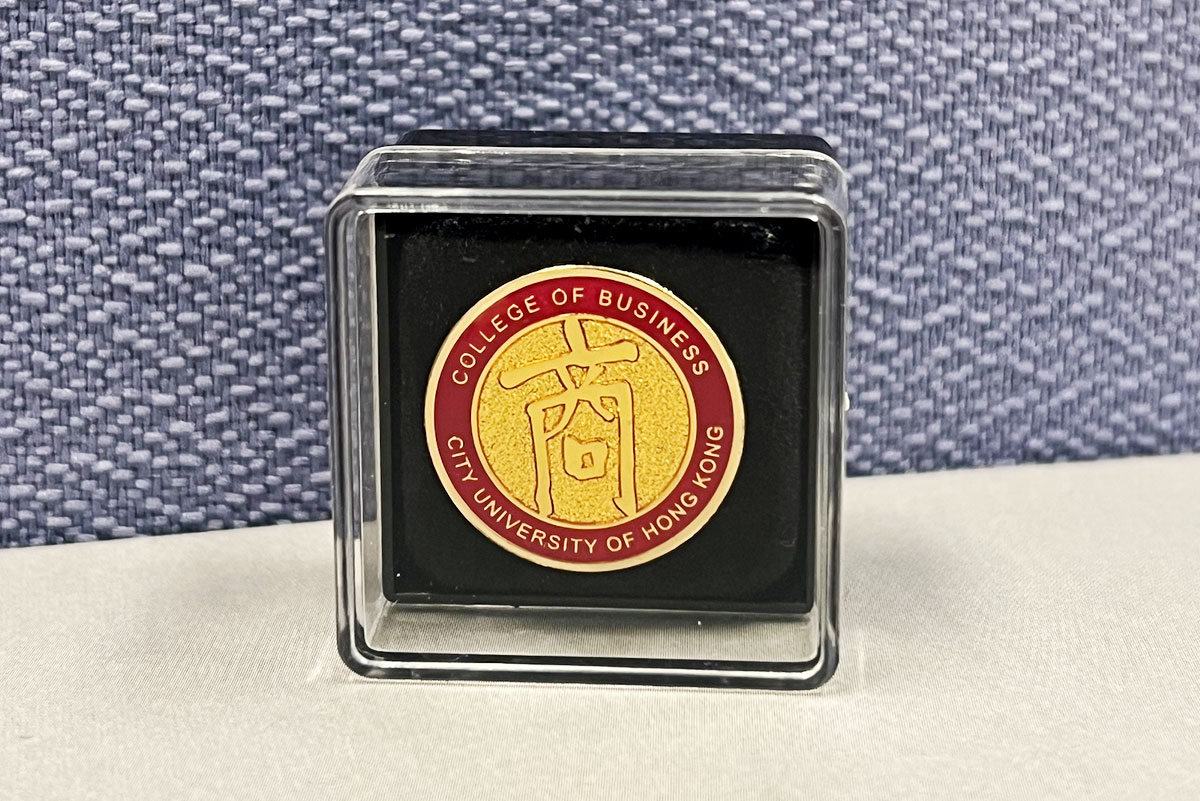 COLLEGE OF BUSINESS
商
CITY UNIVERSITY OF HONG KONG